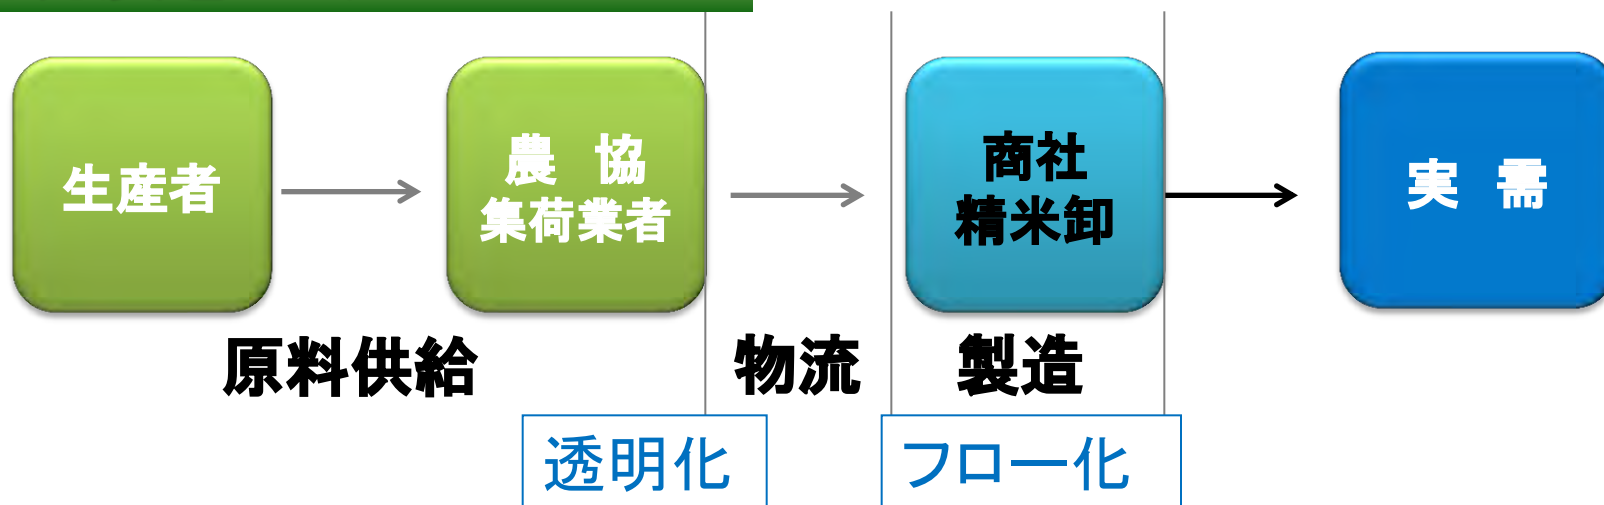 生産者
農　協
集荷業者
商社
精米卸
実　需
原料供給
物流
製造
透明化
フロー化